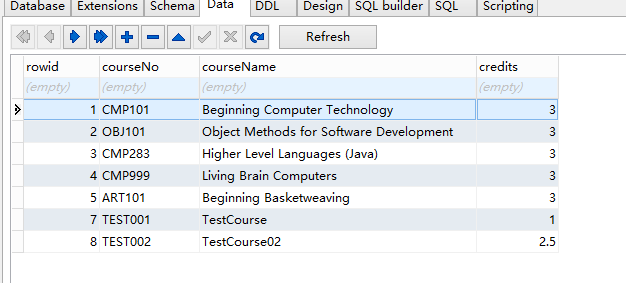 Database Extensions Schema Data DDL Design SQL builder SQL Scripting
Refresh
rowid courseNo courseName credits
(empty) (empty) (empty) (empty)
1 CMP101 Beginning Computer Technology 3
2 OBJ101 Object Methods for Software Development 3
3 CMP283 Higher Level Languages (Java) 3
4 CMP999 Living Brain Computers 3
5 ART101 Beginning Basketweaving 3
7 TEST001 TestCourse 1
8 TEST002 TestCourse02 2.5